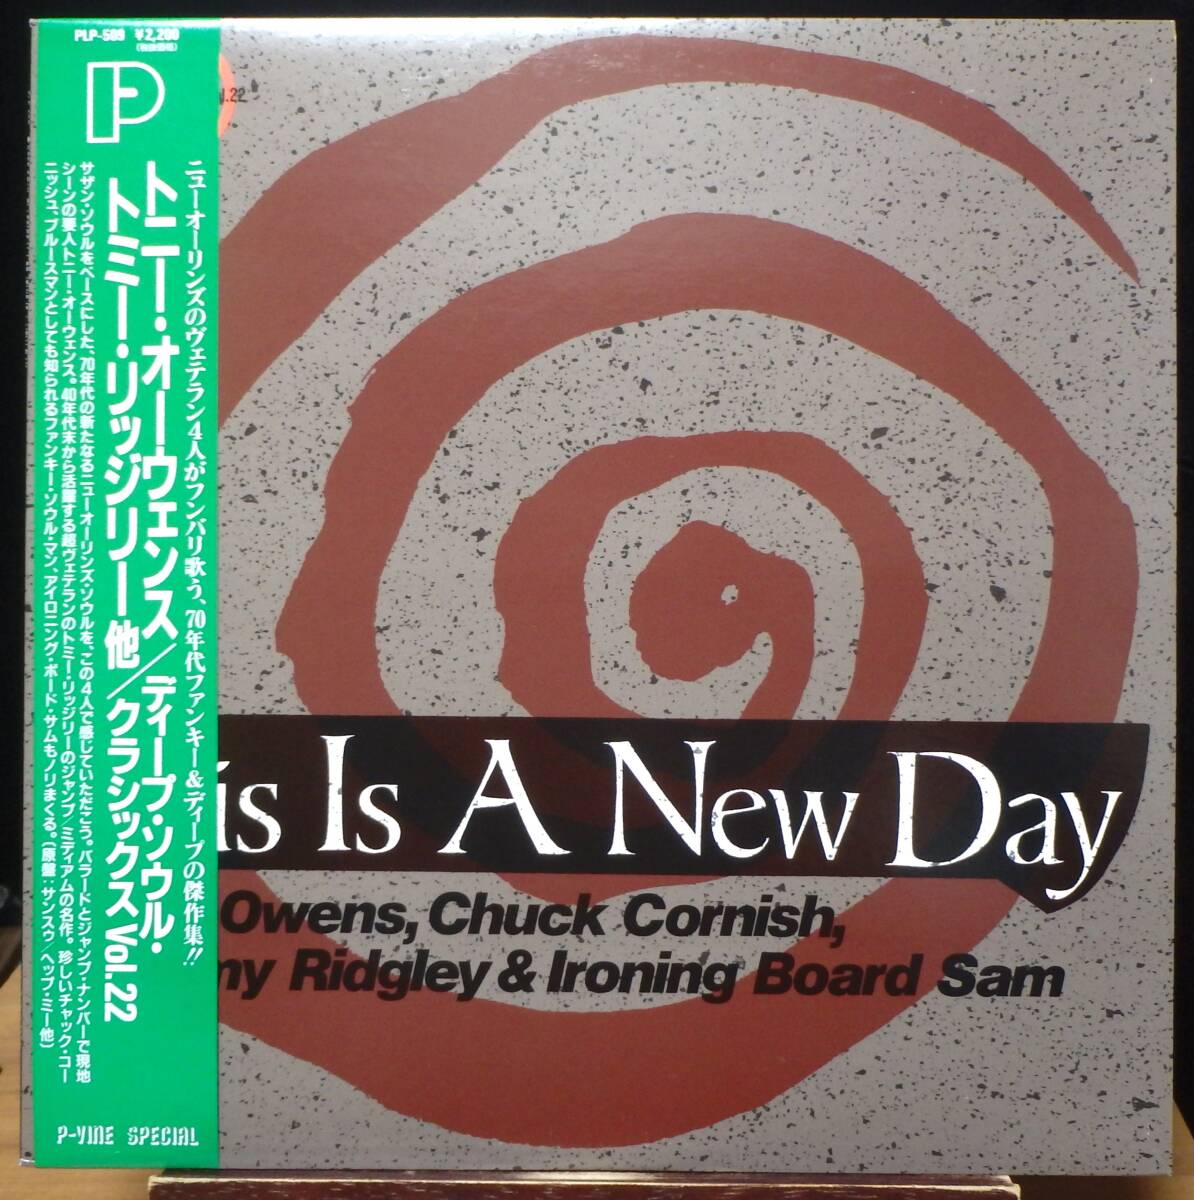 PLP-509 ¥2,200
(税抜価格)
P
ニューオーリンズのヴェテラン4人がフンバリ歌う、70年代ファンキー&ディープの傑作集!!
トニー・オーウェンス/ディープ・ソウル・
トミー・リッジリー他/クラシックスVol.22
サザン・ソウルをベースにした、70年代の新たなるニューオーリンズ・ソウルを、この4人で感じていただこう。バラードとジャンプ・ナンバーで現地
シーンの要人トニー・オーウェンス。40年代末から活躍する超ヴェテランのトミー・リッジリーのジャンプ/ミディアムの名作。珍しいチャック・コー
ニッシュ、ブルースマンとしても知られるファンキー・ソウル・マン、アイロニング・ボード・サムもノリまくる。(原盤:サンスゥ ヘップ・ミー他)
P-VINE SPECIAL
l.22
is Is A New Day
Owens, Chuck Cornish,
my Ridgley & Ironing Board Sam